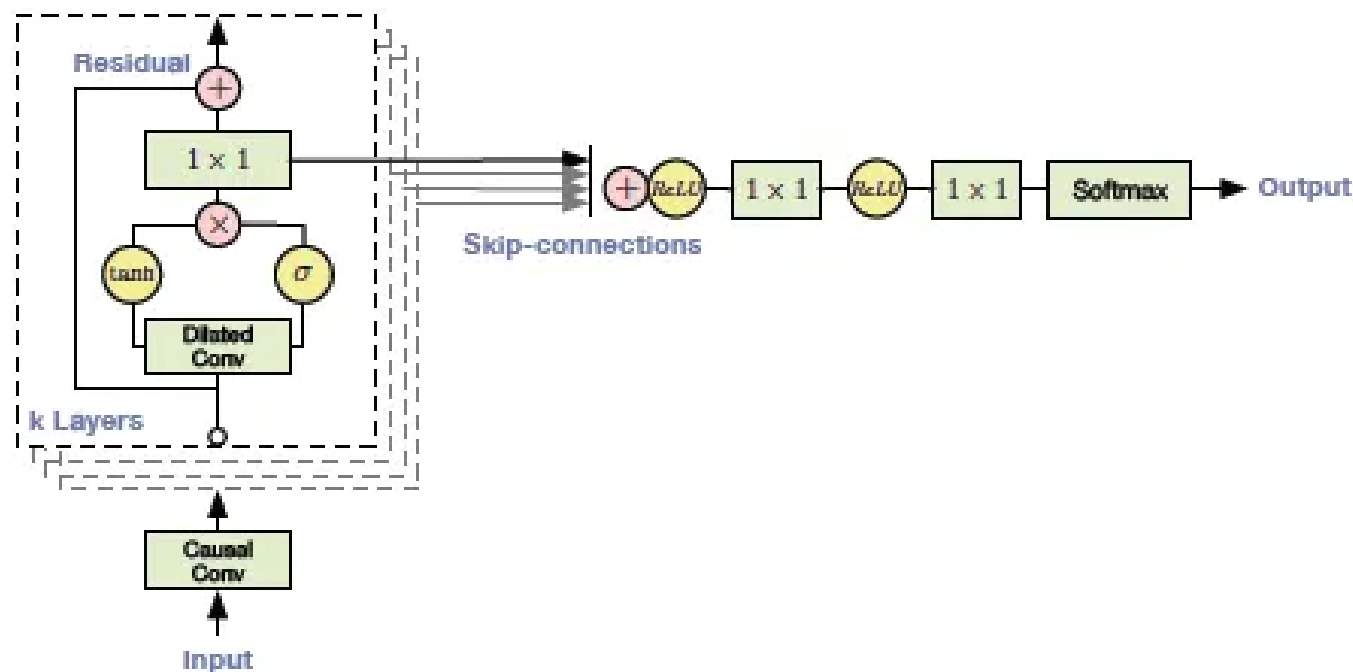 Residual
+
1 × 1
×
tanh
σ
Dilated
Conv
k Layers
Causal
Conv
Input
Skip-connections
+
ReLU
1 × 1
ReLU
1 × 1
Softmax
Output